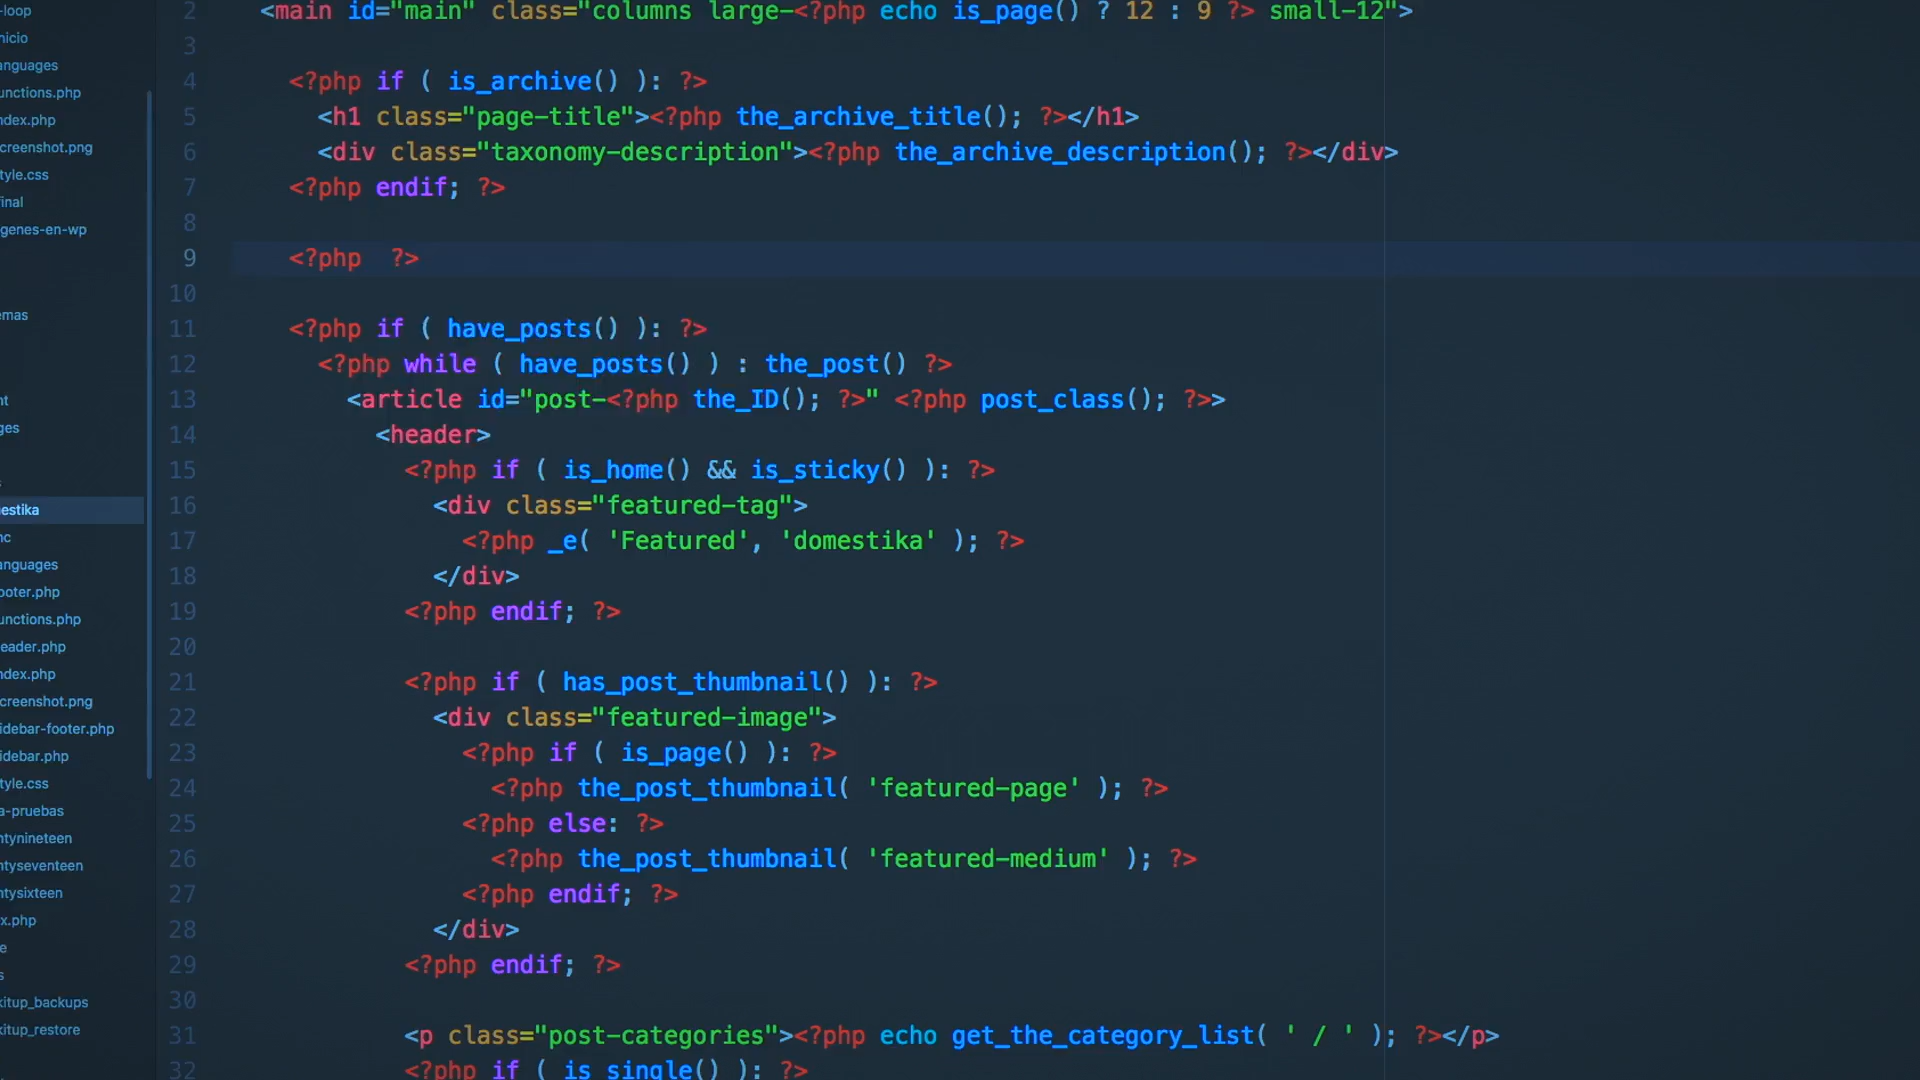 -loop
nicio
anguages
unctions.php
ndex.php
creenshot.png
tyle.css
final
genes-en-wp
emas
nt
ges
s
estika
nc
anguages
ooter.php
unctions.php
eader.php
ndex.php
creenshot.png
idebar-footer.php
idebar.php
tyle.css
a-pruebas
ntynineteen
ntyseventeen
ntysixteen
x.php
e
s
kitup_backups
kitup_restore
2 <main id="main" class="columns large-<?php echo is_page() ? 12 : 9 ?> small-12">
3
4 <?php if ( is_archive() ): ?>
5 <h1 class="page-title"><?php the_archive_title(); ?></h1>
6 <div class="taxonomy-description"><?php the_archive_description(); ?></div>
7 <?php endif; ?>
8
9 <?php  ?>
10
11 <?php if ( have_posts() ): ?>
12 <?php while ( have_posts() ) : the_post() ?>
13 <article id="post-<?php the_ID(); ?>" <?php post_class(); ?>>
14 <header>
15 <?php if ( is_home() && is_sticky() ): ?>
16 <div class="featured-tag">
17 <?php _e( 'Featured', 'domestika' ); ?>
18 </div>
19 <?php endif; ?>
20
21 <?php if ( has_post_thumbnail() ): ?>
22 <div class="featured-image">
23 <?php if ( is_page() ): ?>
24 <?php the_post_thumbnail( 'featured-page' ); ?>
25 <?php else: ?>
26 <?php the_post_thumbnail( 'featured-medium' ); ?>
27 <?php endif; ?>
28 </div>
29 <?php endif; ?>
30
31 <p class="post-categories"><?php echo get_the_category_list( ' / ' ); ?></p>
32 <?php if ( is_single() ): ?>